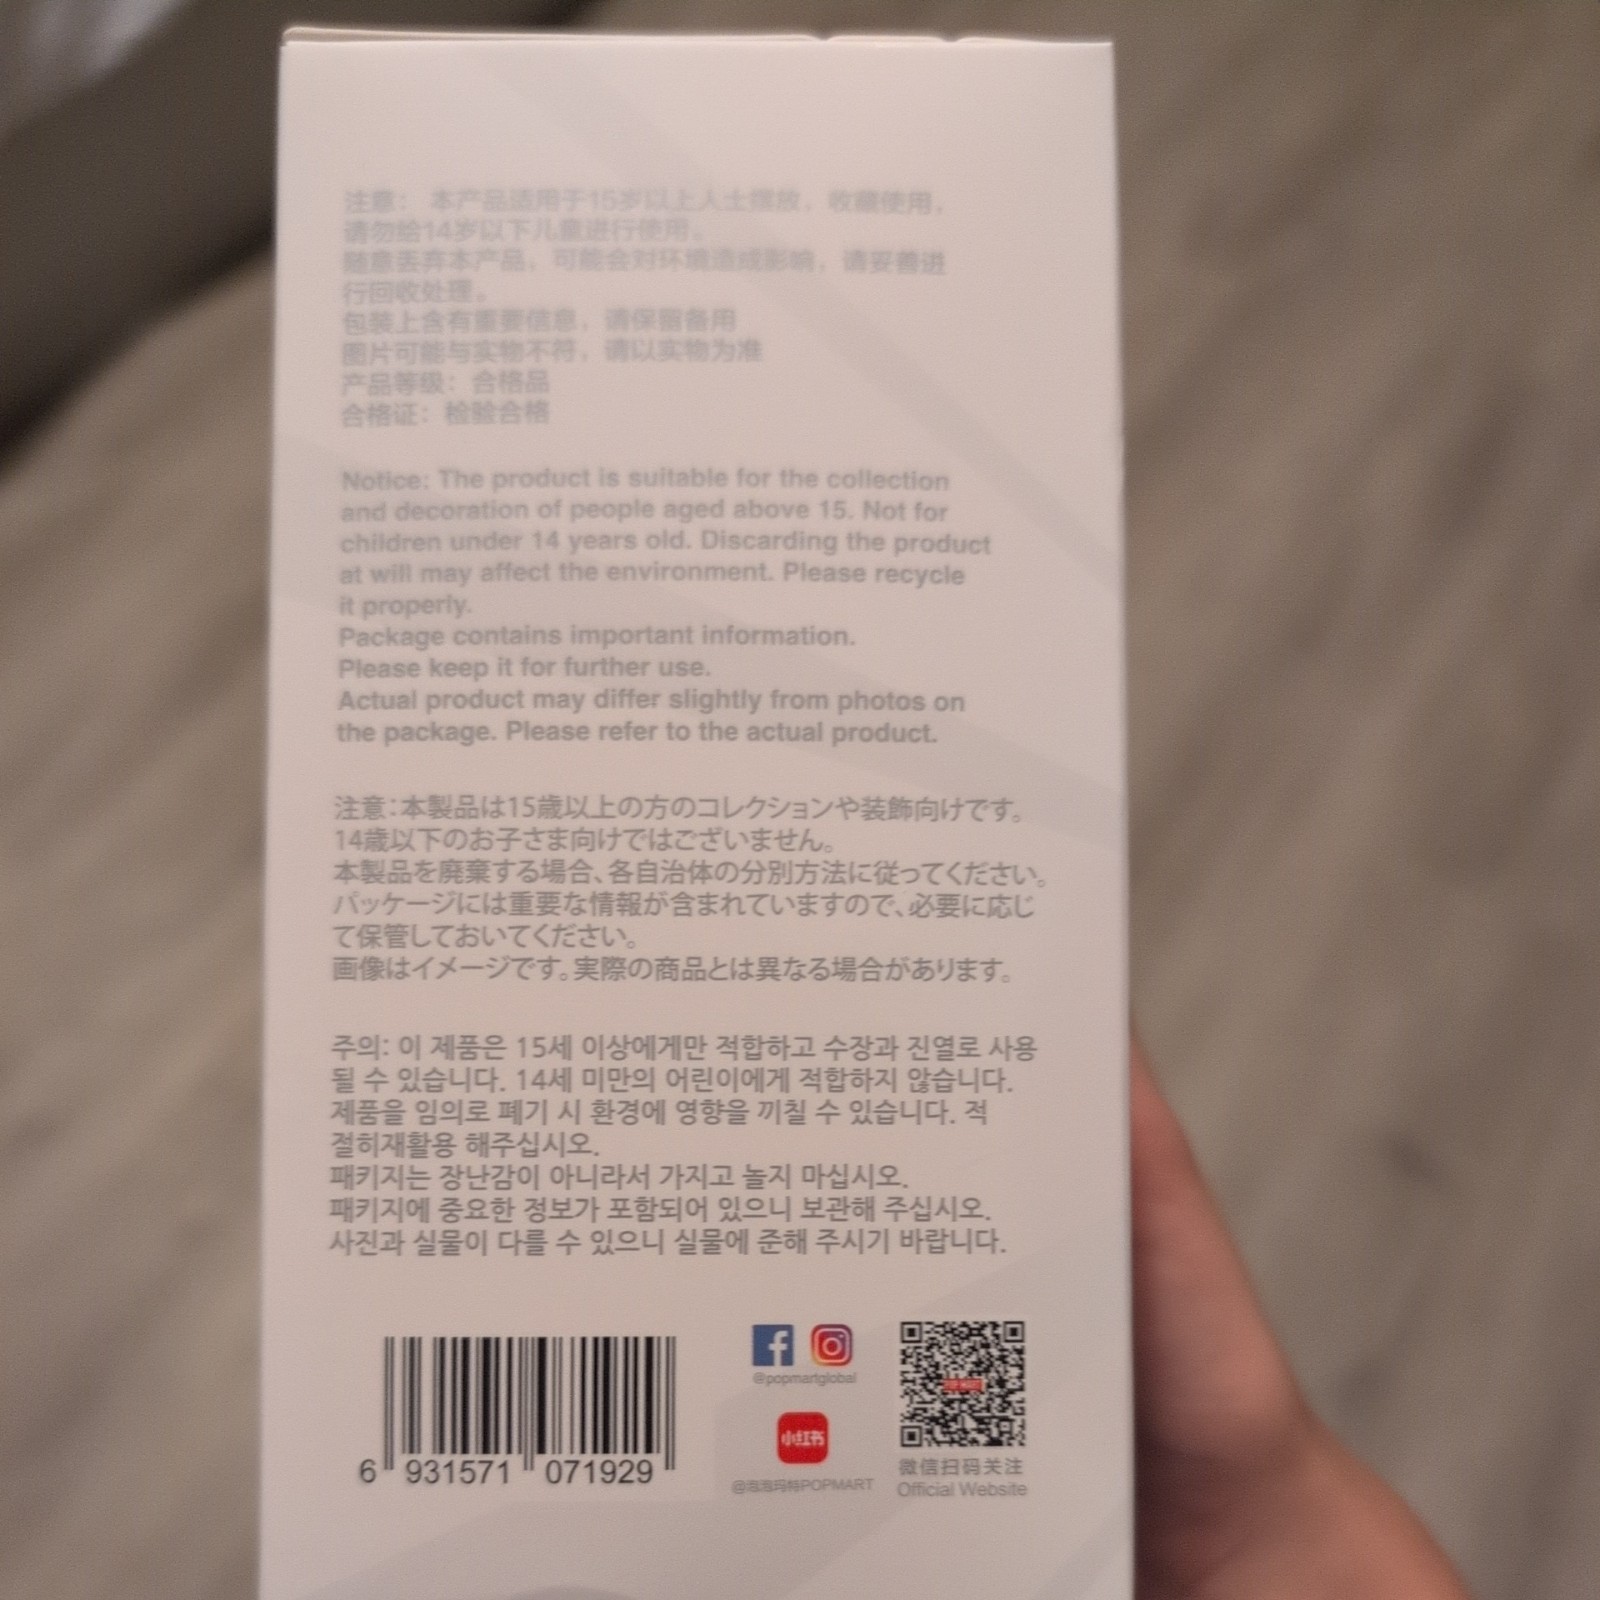 注意： 本产品适用于15岁以上人士摆放，收藏使用，
请勿给14岁以下儿童进行使用。
随意丢弃本产品，可能会对环境造成影响，请妥善进
行回收处理。
包装上含有重要信息，请保留备用
图片可能与实物不符，请以实物为准
产品等级：合格品
合格证：检验合格
Notice: The product is suitable for the collection
and decoration of people aged above 15. Not for
children under 14 years old. Discarding the product
at will may affect the environment. Please recycle
it properly.
Package contains important information.
Please keep it for further use.
Actual product may differ slightly from photos on
the package. Please refer to the actual product.
注意：本製品は15歳以上の方のコレクションや装飾向けです。
14歳以下のお子さま向けではございません。
本製品を廃棄する場合、各自治体の分別方法に従ってください。
パッケージには重要な情報が含まれていますので、必要に応じ
て保管しておいてください。
画像はイメージです。実際の商品とは異なる場合があります。
주의: 이 제품은 15세 이상에게만 적합하고 수장과 진열로 사용
될 수 있습니다. 14세 미만의 어린이에게 적합하지 않습니다.
제품을 임의로 폐기 시 환경에 영향을 끼칠 수 있습니다. 적
절히재활용 해주십시오.
패키지는 장난감이 아니라서 가지고 놀지 마십시오.
패키지에 중요한 정보가 포함되어 있으니 보관해 주십시오.
사진과 실물이 다를 수 있으니 실물에 준해 주시기 바랍니다.
@popmartglobal
POP MART
小红书
6 931571 071929
@泡泡玛特POPMART
微信扫码关注
Official Website